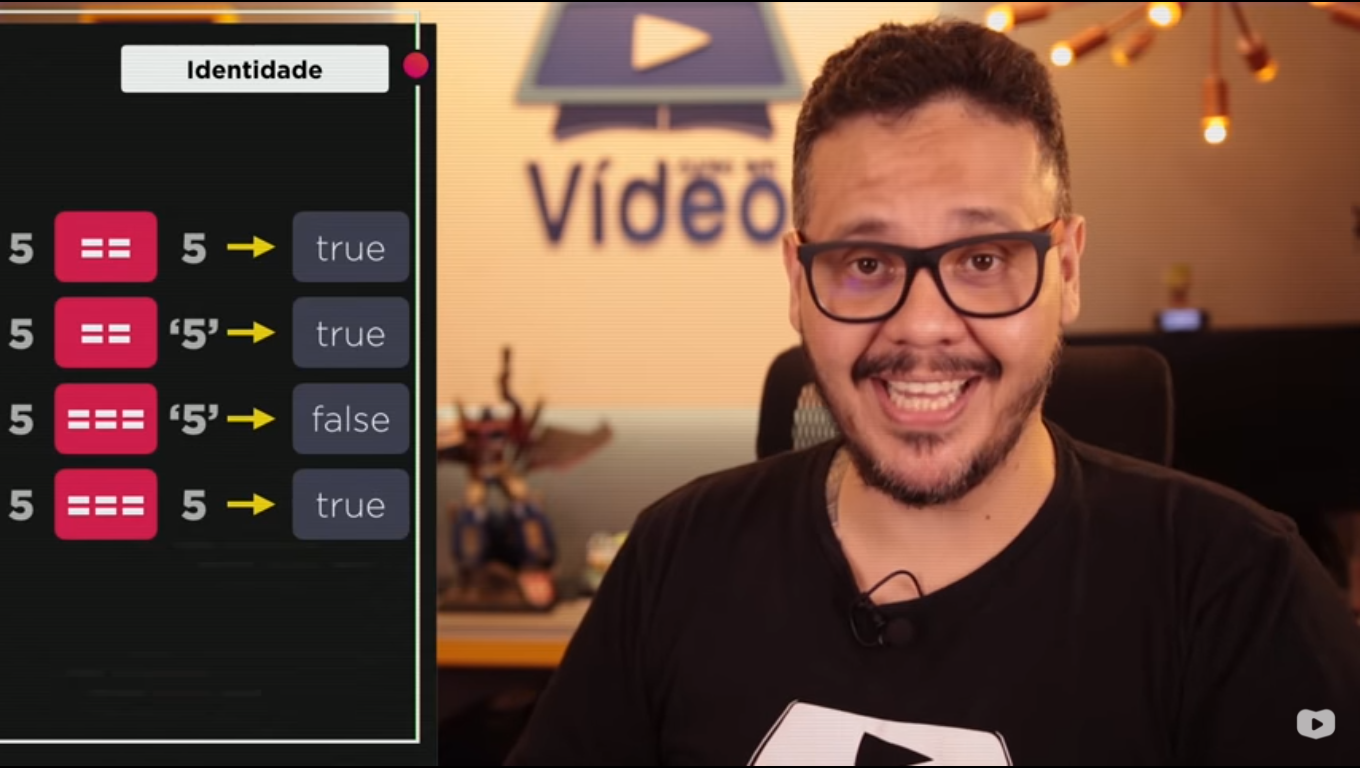 Identidade
5 == 5 → true
5 == ‘5’ → true
5 === ‘5’ → false
5 === 5 → true
Vídeo